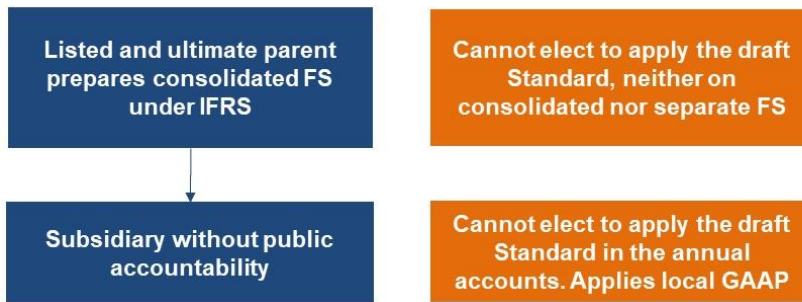 Listed and ultimate parent
prepares consolidated FS
under IFRS
Cannot elect to apply the draft
Standard, neither on
consolidated nor separate FS
Subsidiary without public
accountability
Cannot elect to apply the draft
Standard in the annual
accounts. Applies local GAAP